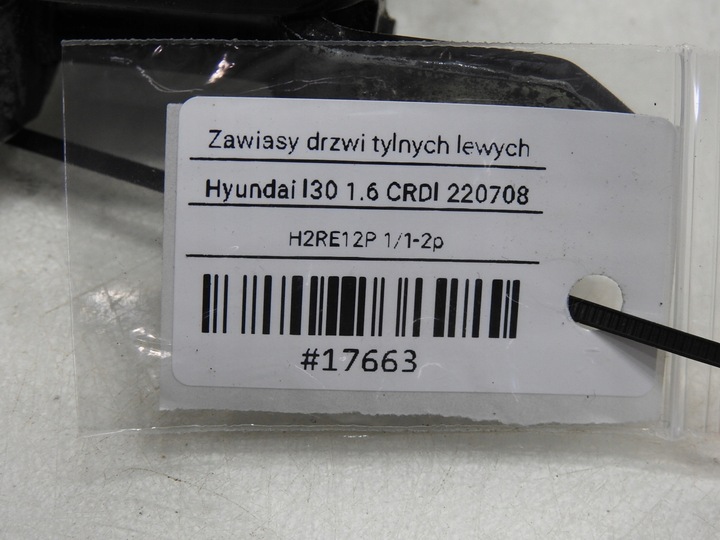 Zawiasy drzwi tylnych lewych
Hyundai I30 1.6 CRDI 220708
H2RE12P 1/1-2p
#17663